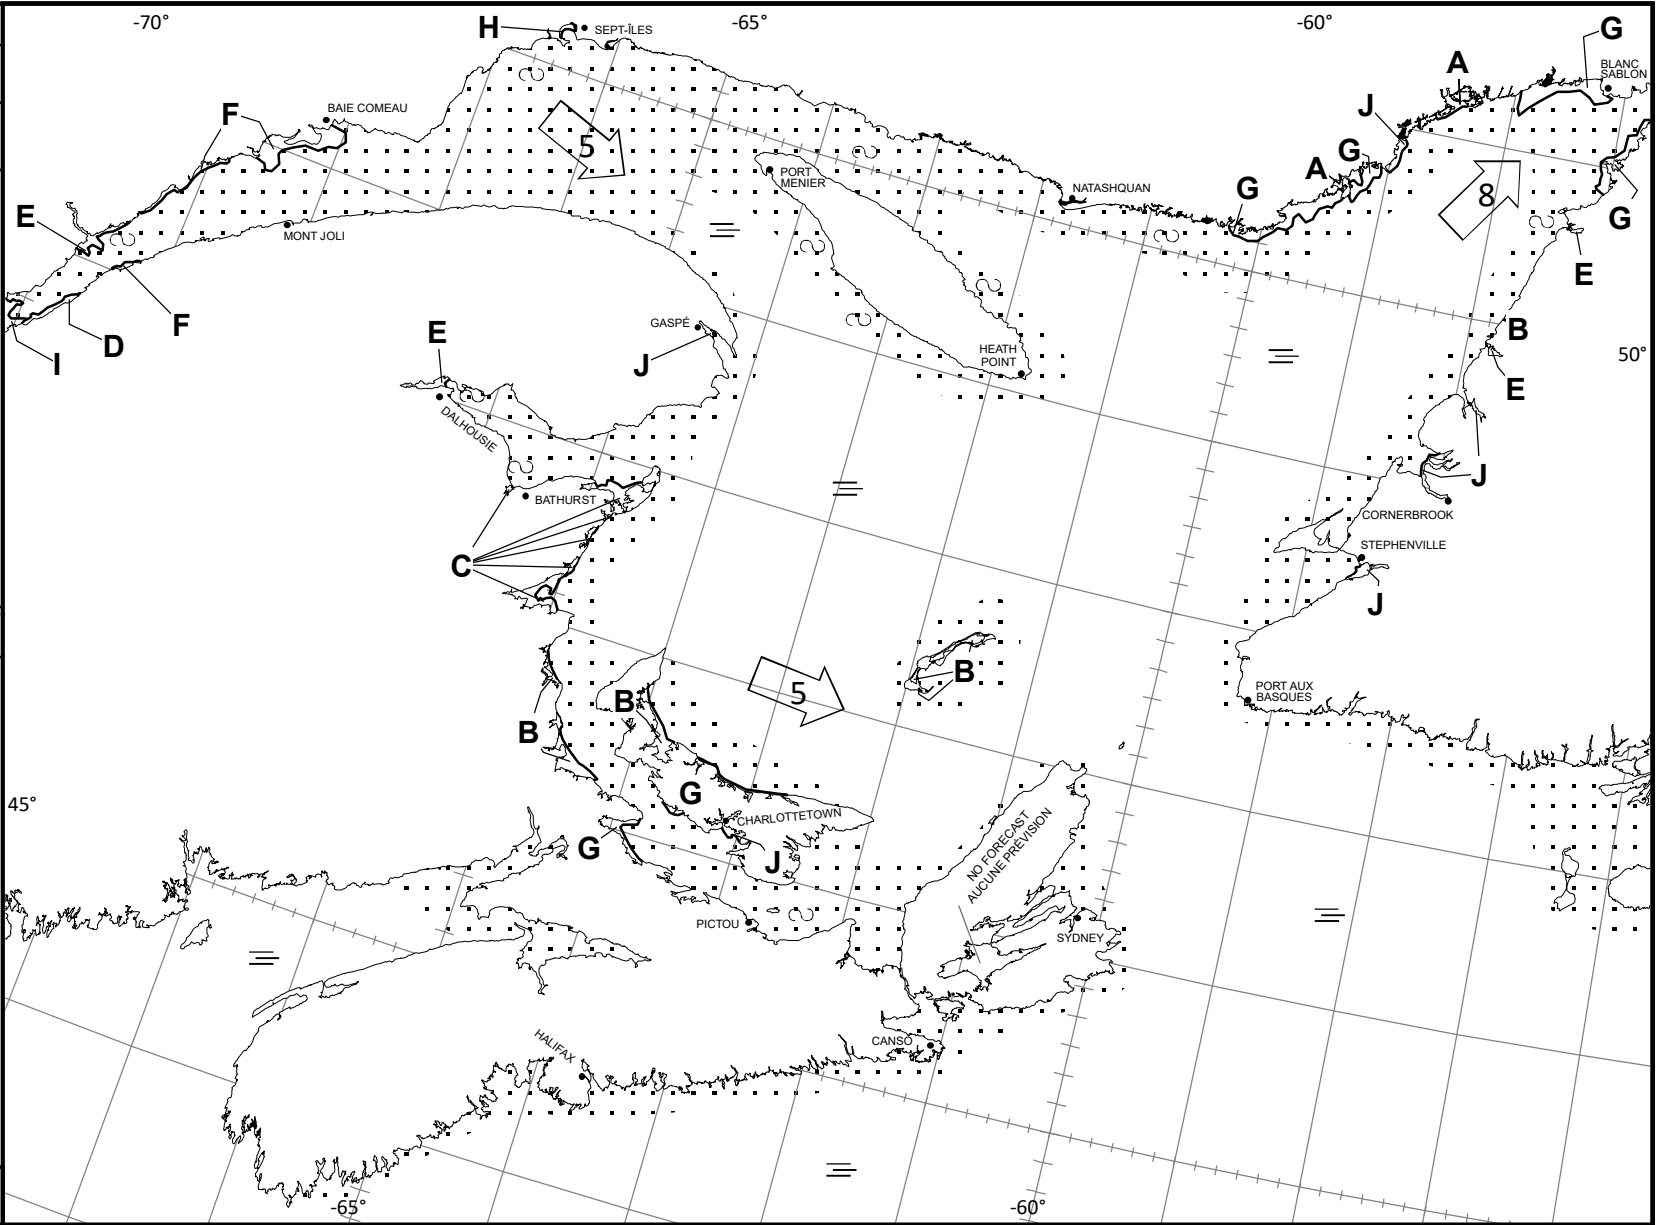 -70°
-65°
-60°
H
SEPT-ÎLES
G
A
BLANC
SABLON
F
BAIE COMEAU
J
5
G
A
PORT
MENIER
NATASHQUAN
G
8
G
E
MONT JOLI
E
F
D
I
E
GASPÉ
J
HEATH
POINT
B
50°
E
DALHOUSIE
BATHURST
J
CORNERBROOK
C
STEPHENVILLE
J
B
5
B
PORT AUX
BASQUES
B
G
45°
CHARLOTTETOWN
G
J
NO FORECAST
AUCUNE PRÉVISION
PICTOU
SYDNEY
HALIFAX
CANSO
-65°
-60°